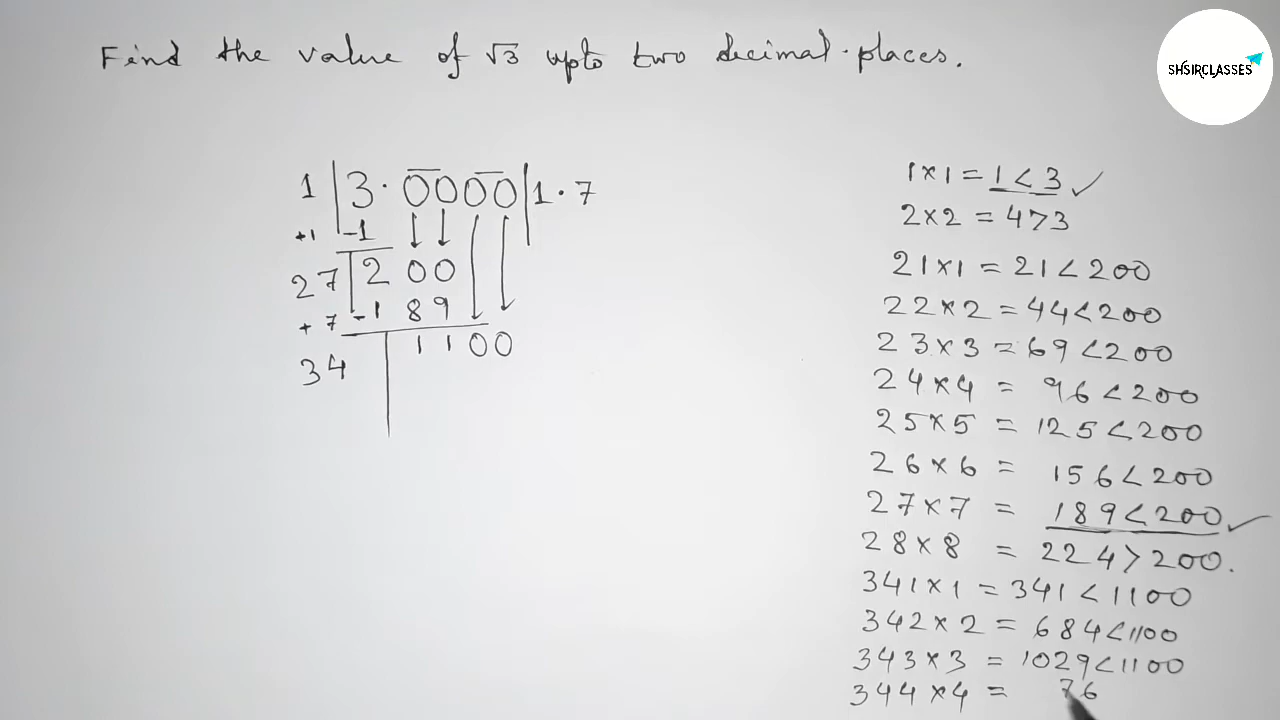 Find the value of √3 upto two decimal places.
SHSIRCLASSES
1 3.0000 1.7
+1 -1
27 200
+7 -189
34 1100
1×1 = 1<3 ✓
2×2 = 4>3
21×1 = 21<200
22×2 = 44<200
23×3 = 69<200
24×4 = 96<200
25×5 = 125<200
26×6 = 156<200
27×7 = 189<200 ✓
28×8 = 224>200.
341×1 = 341<1100
342×2 = 684<1100
343×3 = 1029<1100
344×4 = 76